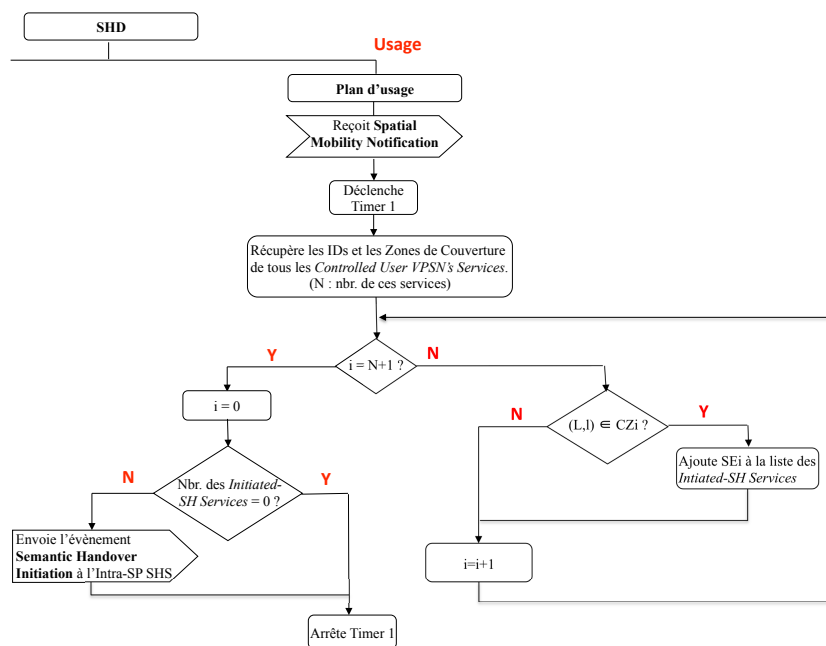 SHD
Usage
Plan d'usage
Reçoit Spatial
Mobility Notification
Déclenche
Timer 1
Récupère les IDs et les Zones de Couverture
de tous les Controlled User VPSN's Services.
(N : nbr. de ces services)
i = N+1 ?
Y
N
i = 0
(L,l) ∈ CZi ?
N
Y
Ajoute SEi à la liste des
Intiated-SH Services
Nbr. des Initiated-
SH Services = 0 ?
N
Y
Envoie l'évènement
Semantic Handover
Initiation à l'Intra-SP SHS
i=i+1
Arrête Timer 1